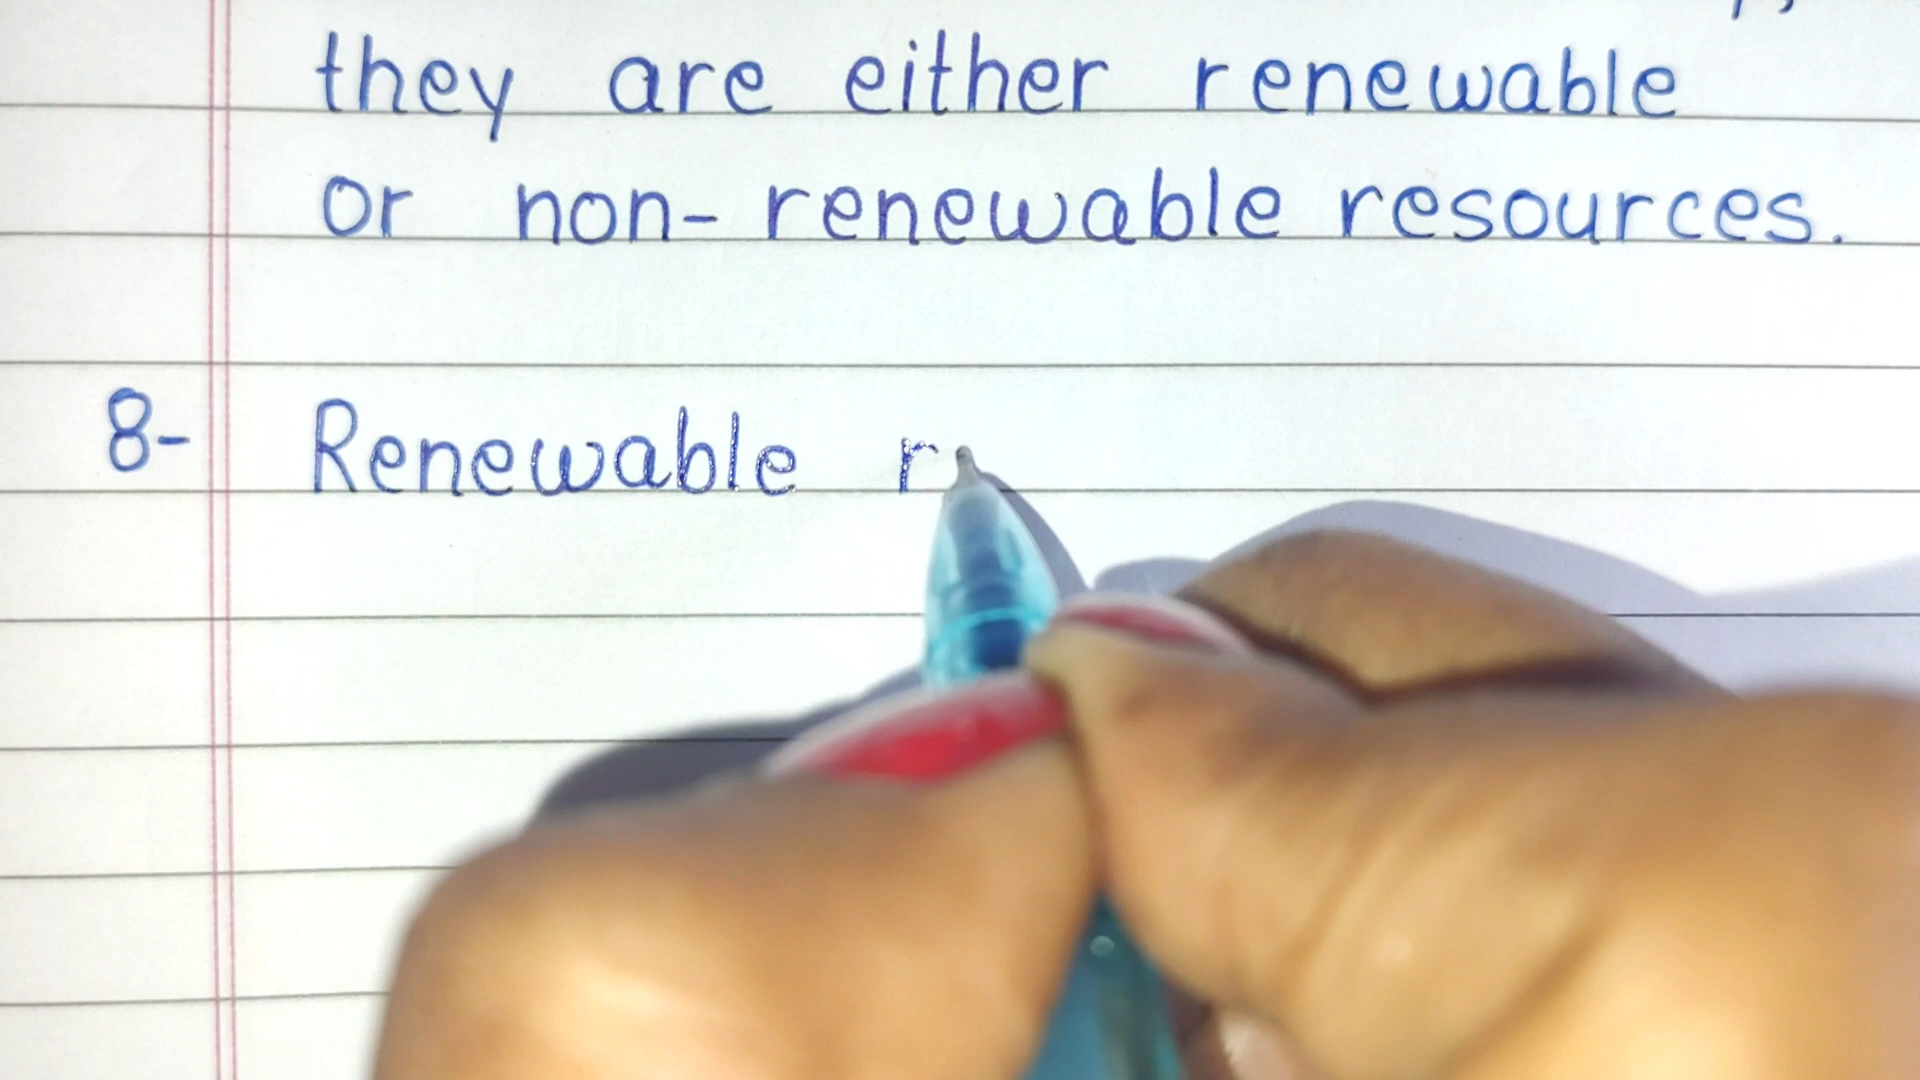 they are either renewable
or non-renewable resources.
8- Renewable r